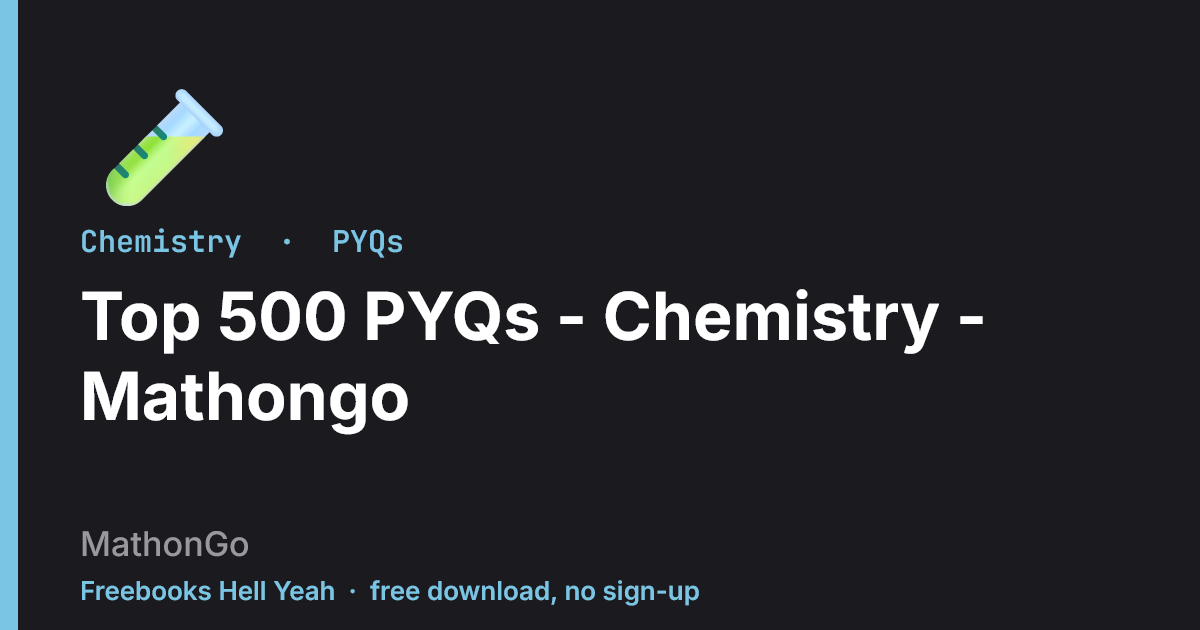 Chemistry · PYQs
Top 500 PYQs - Chemistry -
Mathongo
MathonGo
Freebooks Hell Yeah · free download, no sign-up